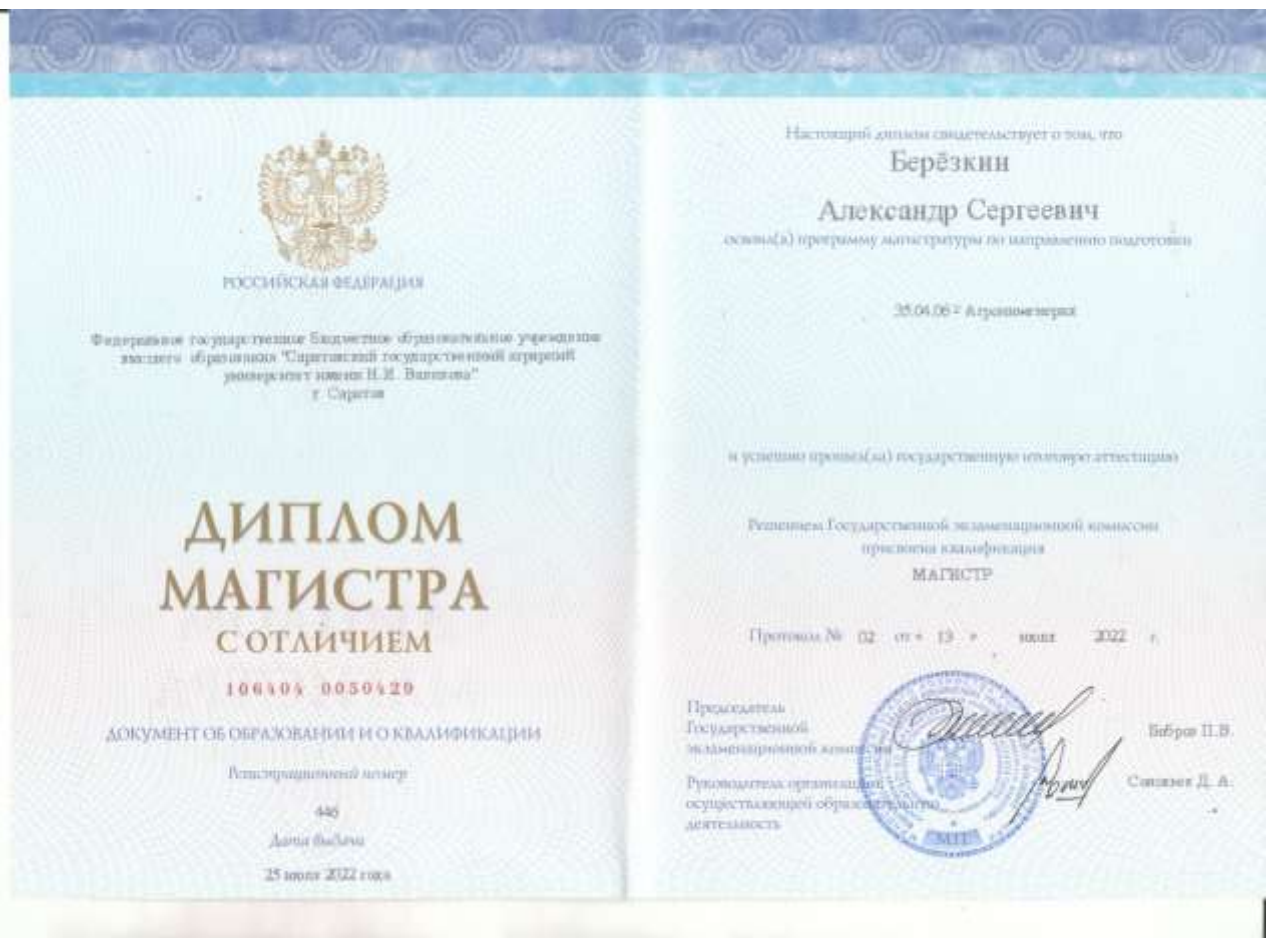 РОССИЙСКАЯ ФЕДЕРАЦИЯ
Федеральное государственное бюджетное образовательное учреждение
высшего образования "Саратовский государственный аграрный
университет имени Н.И. Вавилова"
г. Саратов
ДИПЛОМ
МАГИСТРА
С ОТЛИЧИЕМ
106404 0050420
ДОКУМЕНТ ОБ ОБРАЗОВАНИИ И О КВАЛИФИКАЦИИ
Регистрационный номер
446
Дата выдачи
25 2022 года
Настоящий диплом свидетельствует о том, что
Берёзкин
Александр Сергеевич
освоил(а) программу магистратуры по направлению подготовки
35.04.06 Агроинженерия
и успешно прошел(ла) государственную итоговую аттестацию
Решением Государственной экзаменационной комиссии
присвоена квалификация
МАГИСТР
Протокол № 02 от « 13 » 2022 г.
Председатель
Государственной
экзаменационной комиссии
Бобров П.В.
Руководитель организации,
осуществляющей образовательную
деятельность
Соловьев Д. А.